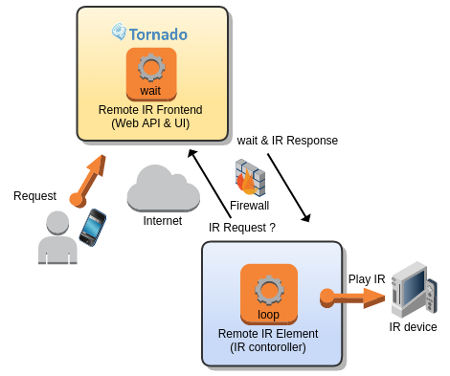 Tornado
wait
Remote IR Frontend
(Web API & UI)
wait & IR Response
Request
Internet
Firewall
IR Request ?
Play IR
loop
IR device
Remote IR Element
(IR contoroller)